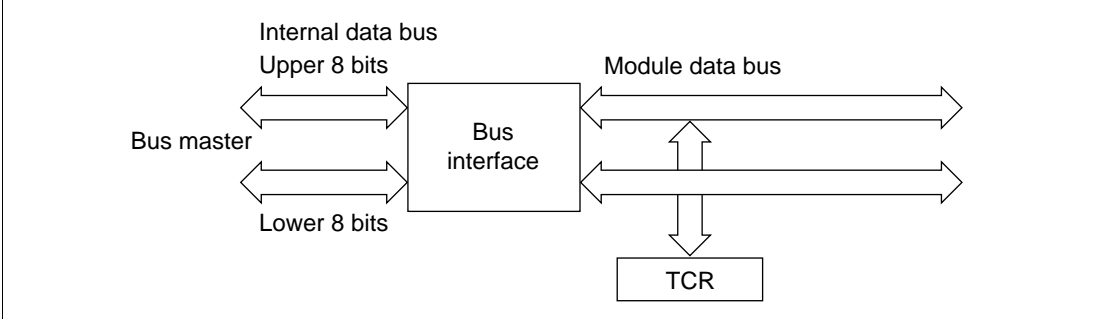 Internal data bus
Upper 8 bits
Module data bus
Bus master
Bus
interface
Lower 8 bits
TCR